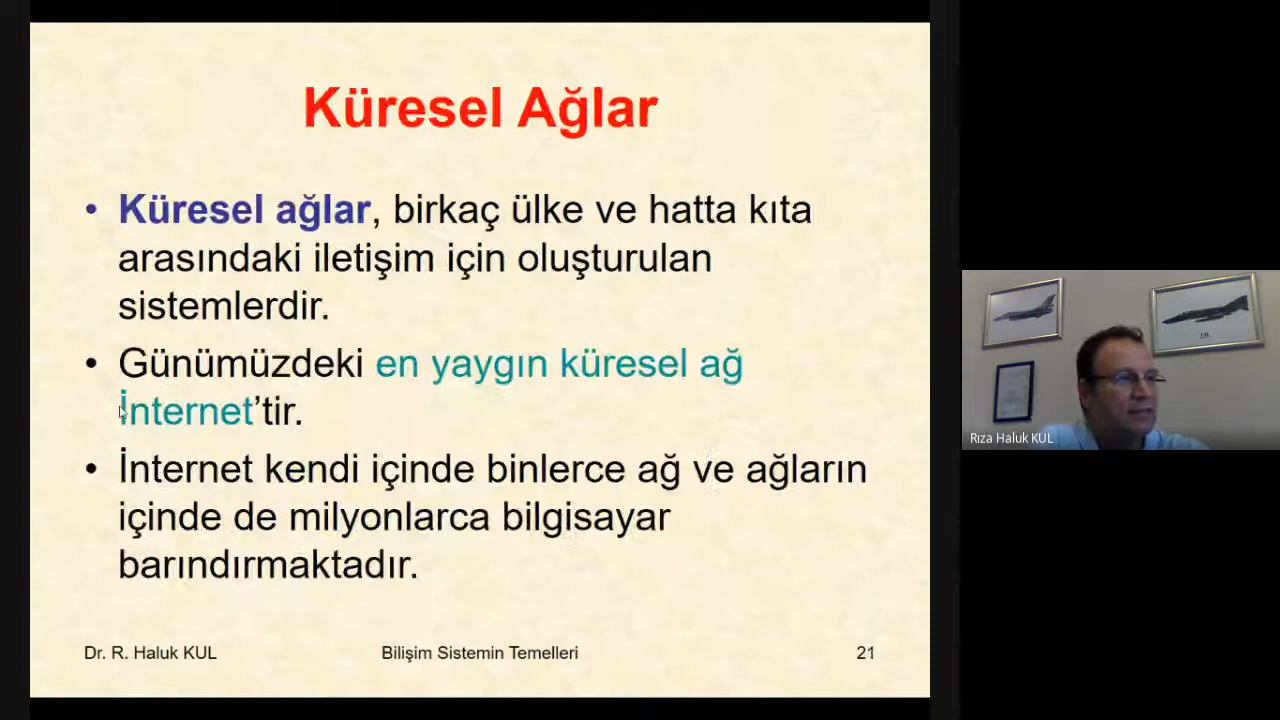 Küresel Ağlar
• Küresel ağlar, birkaç ülke ve hatta kıta
arasındaki iletişim için oluşturulan
sistemlerdir.
• Günümüzdeki en yaygın küresel ağ
İnternet’tir.
• İnternet kendi içinde binlerce ağ ve ağların
içinde de milyonlarca bilgisayar
barındırmaktadır.
Dr. R. Haluk KUL Bilişim Sistemin Temelleri 21
Rıza Haluk KUL